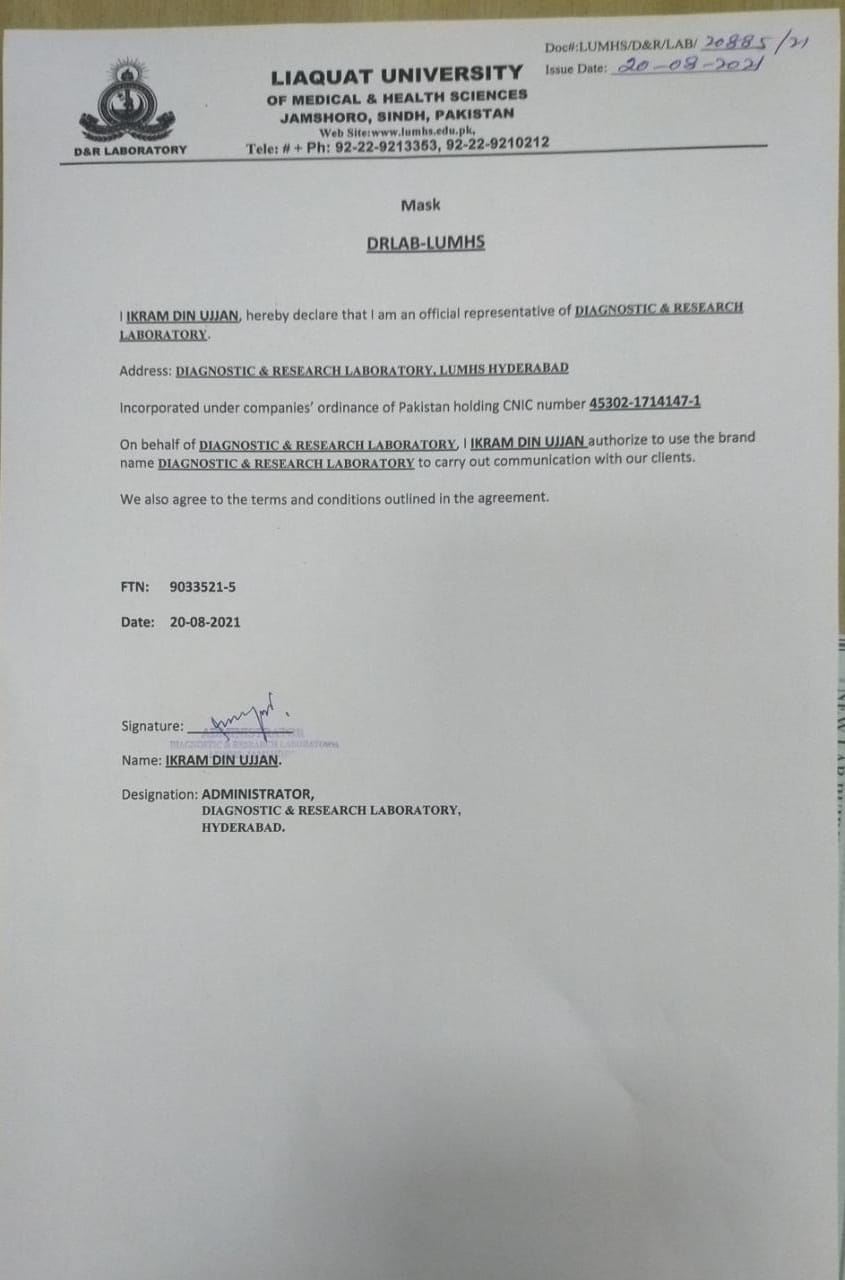 Doc#:LUMHS/D&R/LAB/ 20885/21
Issue Date: 20-08-2021
LIAQUAT UNIVERSITY
OF MEDICAL & HEALTH SCIENCES
JAMSHORO, SINDH, PAKISTAN
Web Site:www.lumhs.edu.pk,
Tele: # + Ph: 92-22-9213353, 92-22-9210212
D&R LABORATORY
Mask
DRLAB-LUMHS
I IKRAM DIN UJJAN, hereby declare that I am an official representative of DIAGNOSTIC & RESEARCH
LABORATORY.
Address: DIAGNOSTIC & RESEARCH LABORATORY, LUMHS HYDERABAD
Incorporated under companies' ordinance of Pakistan holding CNIC number 45302-1714147-1
On behalf of DIAGNOSTIC & RESEARCH LABORATORY, I IKRAM DIN UJJAN authorize to use the brand
name DIAGNOSTIC & RESEARCH LABORATORY to carry out communication with our clients.
We also agree to the terms and conditions outlined in the agreement.
FTN: 9033521-5
Date: 20-08-2021
Signature:
ADMINISTRATOR
DIAGNOSTIC & RESEARCH LABORATORY
Name: IKRAM DIN UJJAN.
Designation: ADMINISTRATOR,
DIAGNOSTIC & RESEARCH LABORATORY,
HYDERABAD.